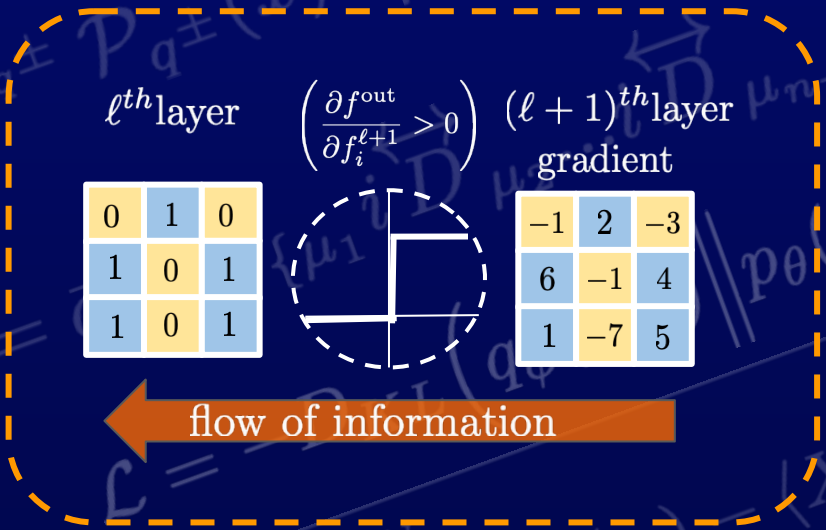 ℓ^{th} layer
(∂f^{out} / ∂f_i^{ℓ+1} > 0)
(ℓ + 1)^{th} layer
gradient
0 1 0
1 0 1
1 0 1
−1 2 −3
6 −1 4
1 −7 5
flow of information